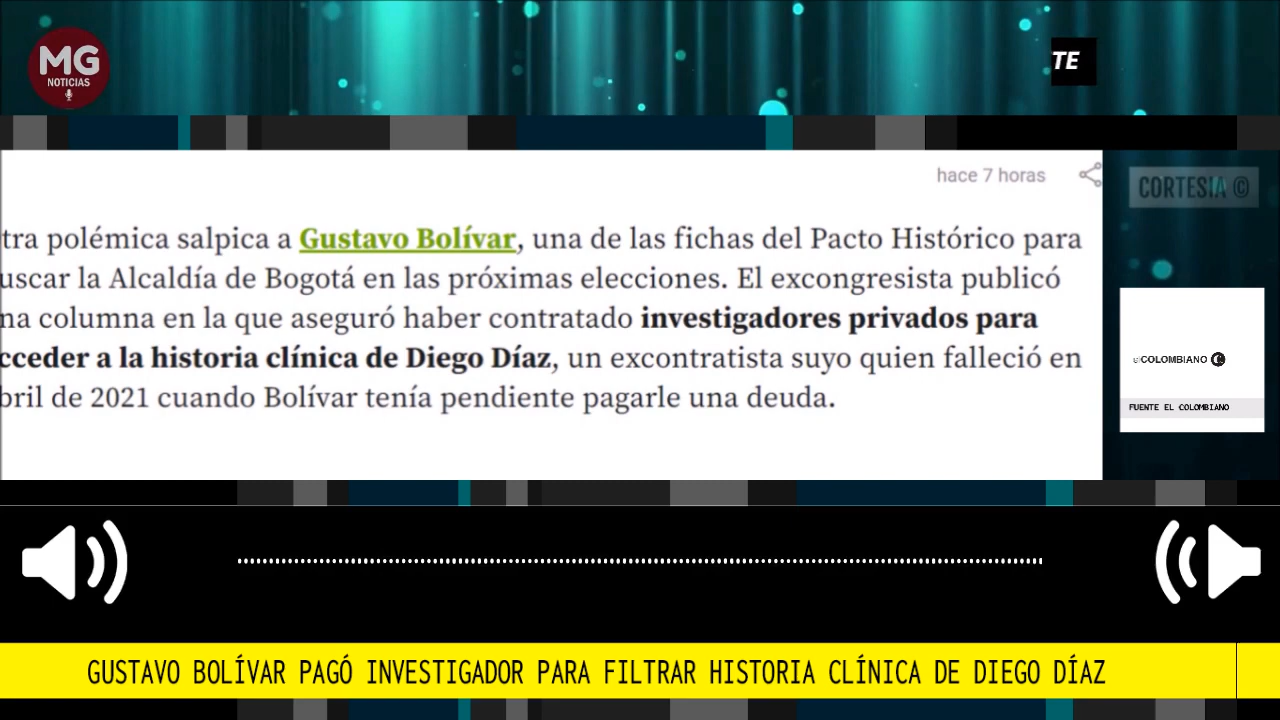 MG
NOTICIAS
TE
hace 7 horas
CORTESIA ©
tra polémica salpica a Gustavo Bolívar, una de las fichas del Pacto Histórico para
uscar la Alcaldía de Bogotá en las próximas elecciones. El excongresista publicó
na columna en la que aseguró haber contratado investigadores privados para
cceder a la historia clínica de Diego Díaz, un excontratista suyo quien falleció en
bril de 2021 cuando Bolívar tenía pendiente pagarle una deuda.
el COLOMBIANO C
FUENTE EL COLOMBIANO
GUSTAVO BOLÍVAR PAGÓ INVESTIGADOR PARA FILTRAR HISTORIA CLÍNICA DE DIEGO DÍAZ